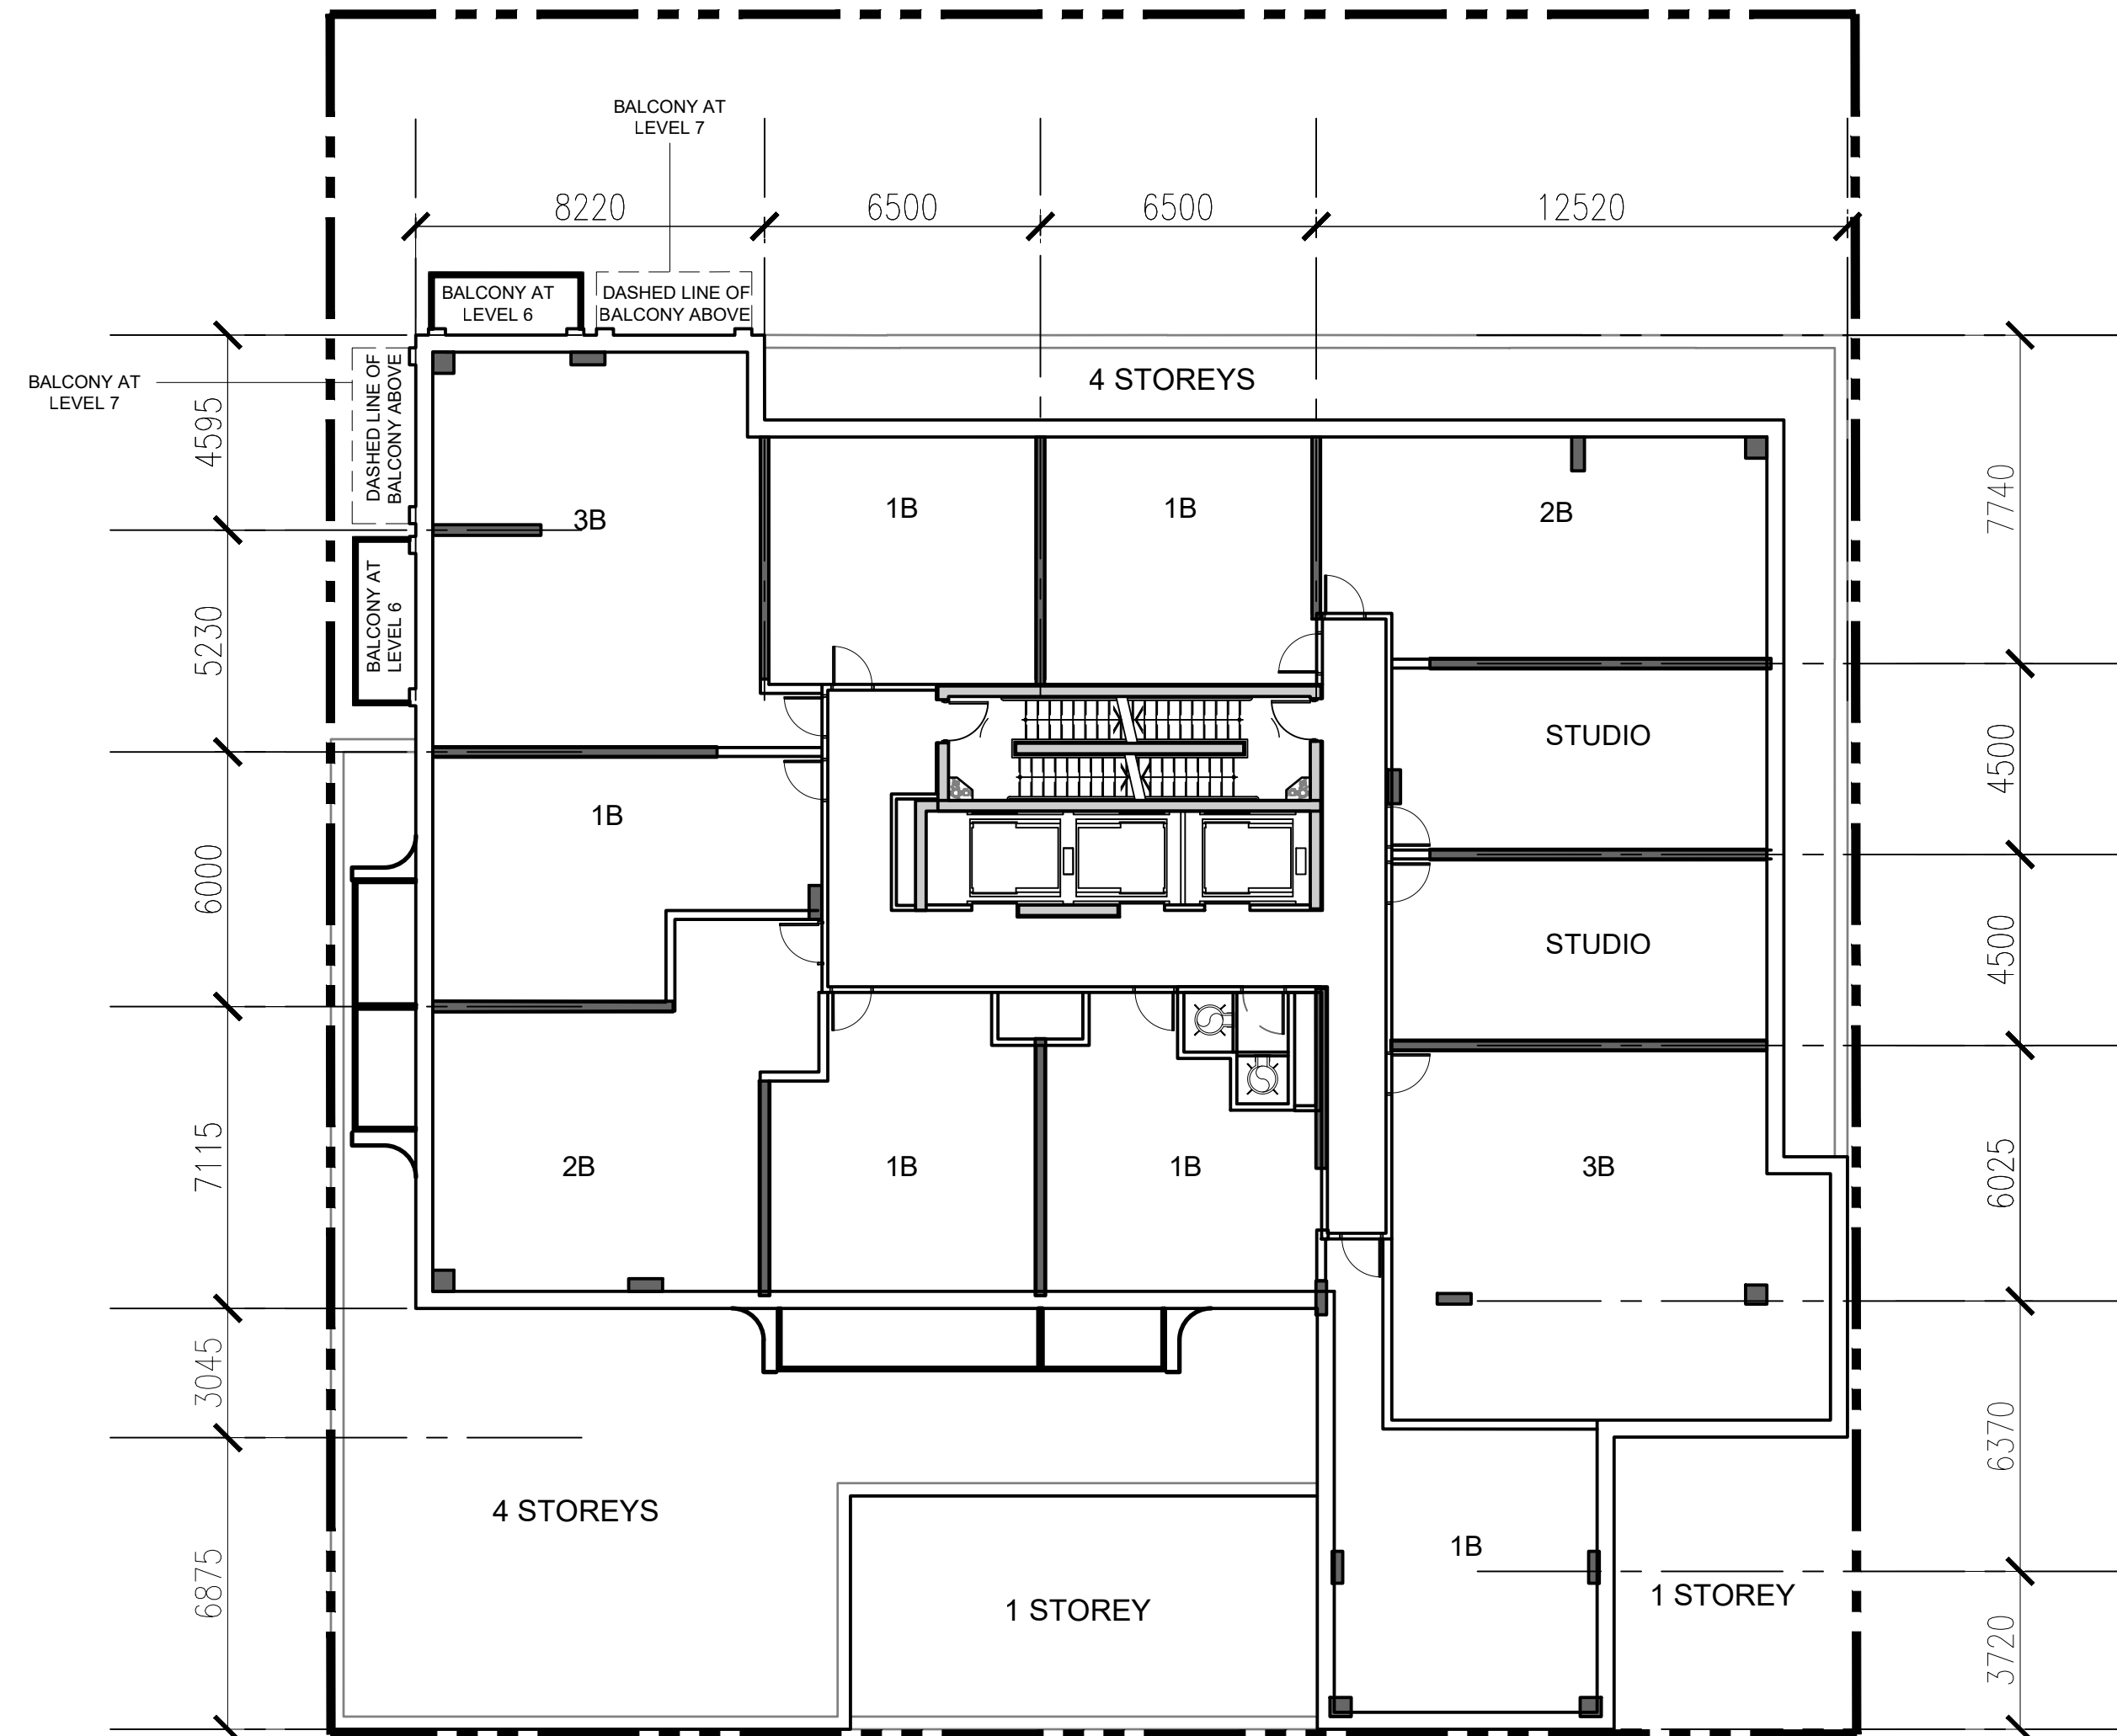 BALCONY AT
LEVEL 7
8220
6500
6500
12520
BALCONY AT
LEVEL 6
DASHED LINE OF
BALCONY ABOVE
BALCONY AT
LEVEL 7
DASHED LINE OF
BALCONY ABOVE
4 STOREYS
4595
7740
3B
1B
1B
2B
BALCONY AT
LEVEL 6
5230
STUDIO
4500
1B
6000
STUDIO
4500
7115
2B
1B
1B
3B
6025
3045
6370
4 STOREYS
1B
6875
1 STOREY
1 STOREY
3720